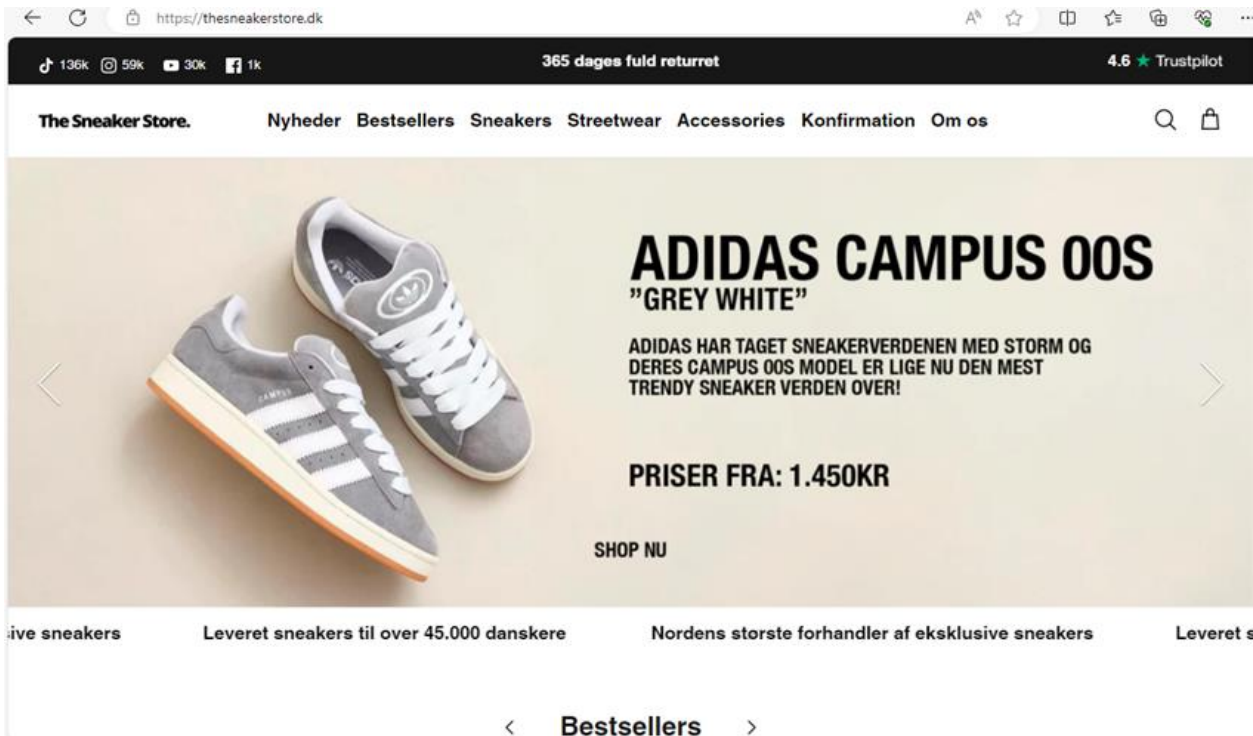 https://thesneakerstore.dk
136k 59k 30k 1k
365 dages fuld returret
4.6 ★ Trustpilot
The Sneaker Store.
Nyheder Bestsellers Sneakers Streetwear Accessories Konfirmation Om os
ADIDAS CAMPUS 00S
”GREY WHITE”
ADIDAS HAR TAGET SNEAKERVERDENEN MED STORM OG
DERES CAMPUS 00S MODEL ER LIGE NU DEN MEST
TRENDY SNEAKER VERDEN OVER!
PRISER FRA: 1.450KR
SHOP NU
CAMPUS
ive sneakers Leveret sneakers til over 45.000 danskere Nordens største forhandler af eksklusive sneakers Leveret s
< Bestsellers >